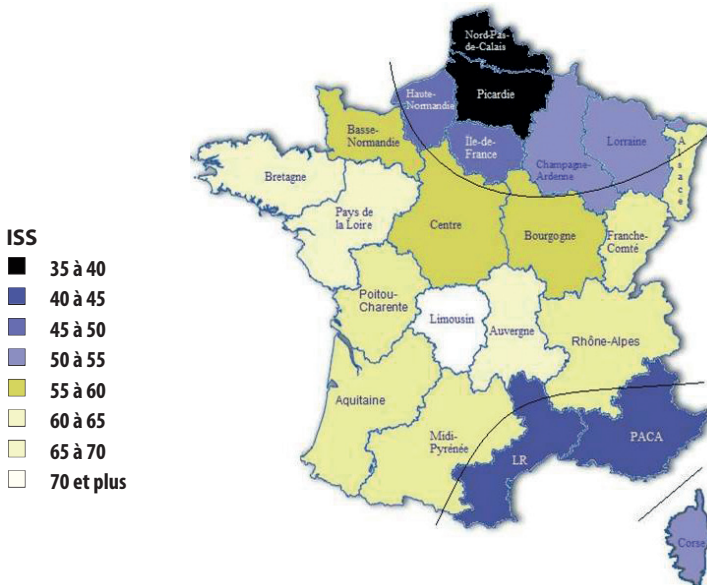 Nord-Pas-
de-Calais
Haute-
Normandie
Picardie
Basse-
Normandie
Île-de-
France
Champagne-
Ardenne
Lorraine
Alsace
Bretagne
Pays de
la Loire
Centre
Bourgogne
Franche-
Comté
Poitou-
Charente
Limousin
Auvergne
Rhône-Alpes
Aquitaine
Midi-
Pyrénée
LR
PACA
Corse
ISS
35 à 40
40 à 45
45 à 50
50 à 55
55 à 60
60 à 65
65 à 70
70 et plus